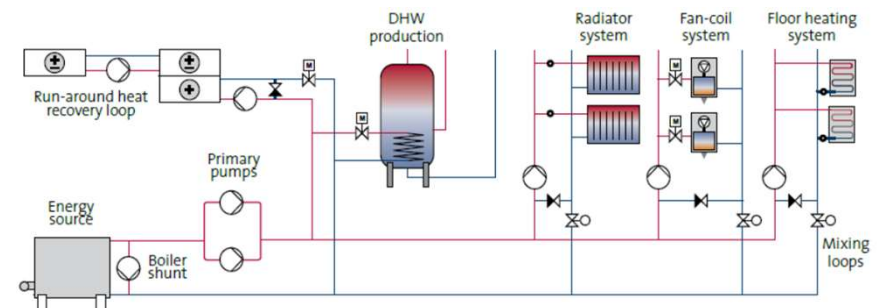 DHW
production
Radiator
system
Fan-coil
system
Floor heating
system
M
Run-around heat
recovery loop
M
M
M
Primary
pumps
Energy
source
Boiler
shunt
Mixing
loops